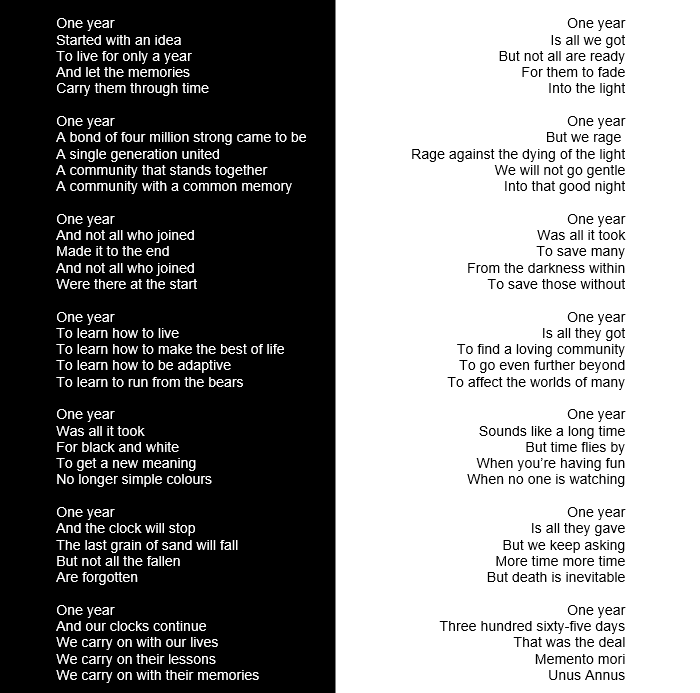 One year
Started with an idea
To live for only a year
And let the memories
Carry them through time

One year
A bond of four million strong came to be
A single generation united
A community that stands together
A community with a common memory

One year
And not all who joined
Made it to the end
And not all who joined
Were there at the start

One year
To learn how to live
To learn how to make the best of life
To learn how to be adaptive
To learn to run from the bears

One year
Was all it took
For black and white
To get a new meaning
No longer simple colours

One year
And the clock will stop
The last grain of sand will fall
But not all the fallen
Are forgotten

One year
And our clocks continue
We carry on with our lives
We carry on their lessons
We carry on with their memories

One year
Is all we got
But not all are ready
For them to fade
Into the light

One year
But we rage
Rage against the dying of the light
We will not go gentle
Into that good night

One year
Was all it took
To save many
From the darkness within
To save those without

One year
Is all they got
To find a loving community
To go even further beyond
To affect the worlds of many

One year
Sounds like a long time
But time flies by
When you’re having fun
When no one is watching

One year
Is all they gave
But we keep asking
More time more time
But death is inevitable

One year
Three hundred sixty-five days
That was the deal
Memento mori
Unus Annus